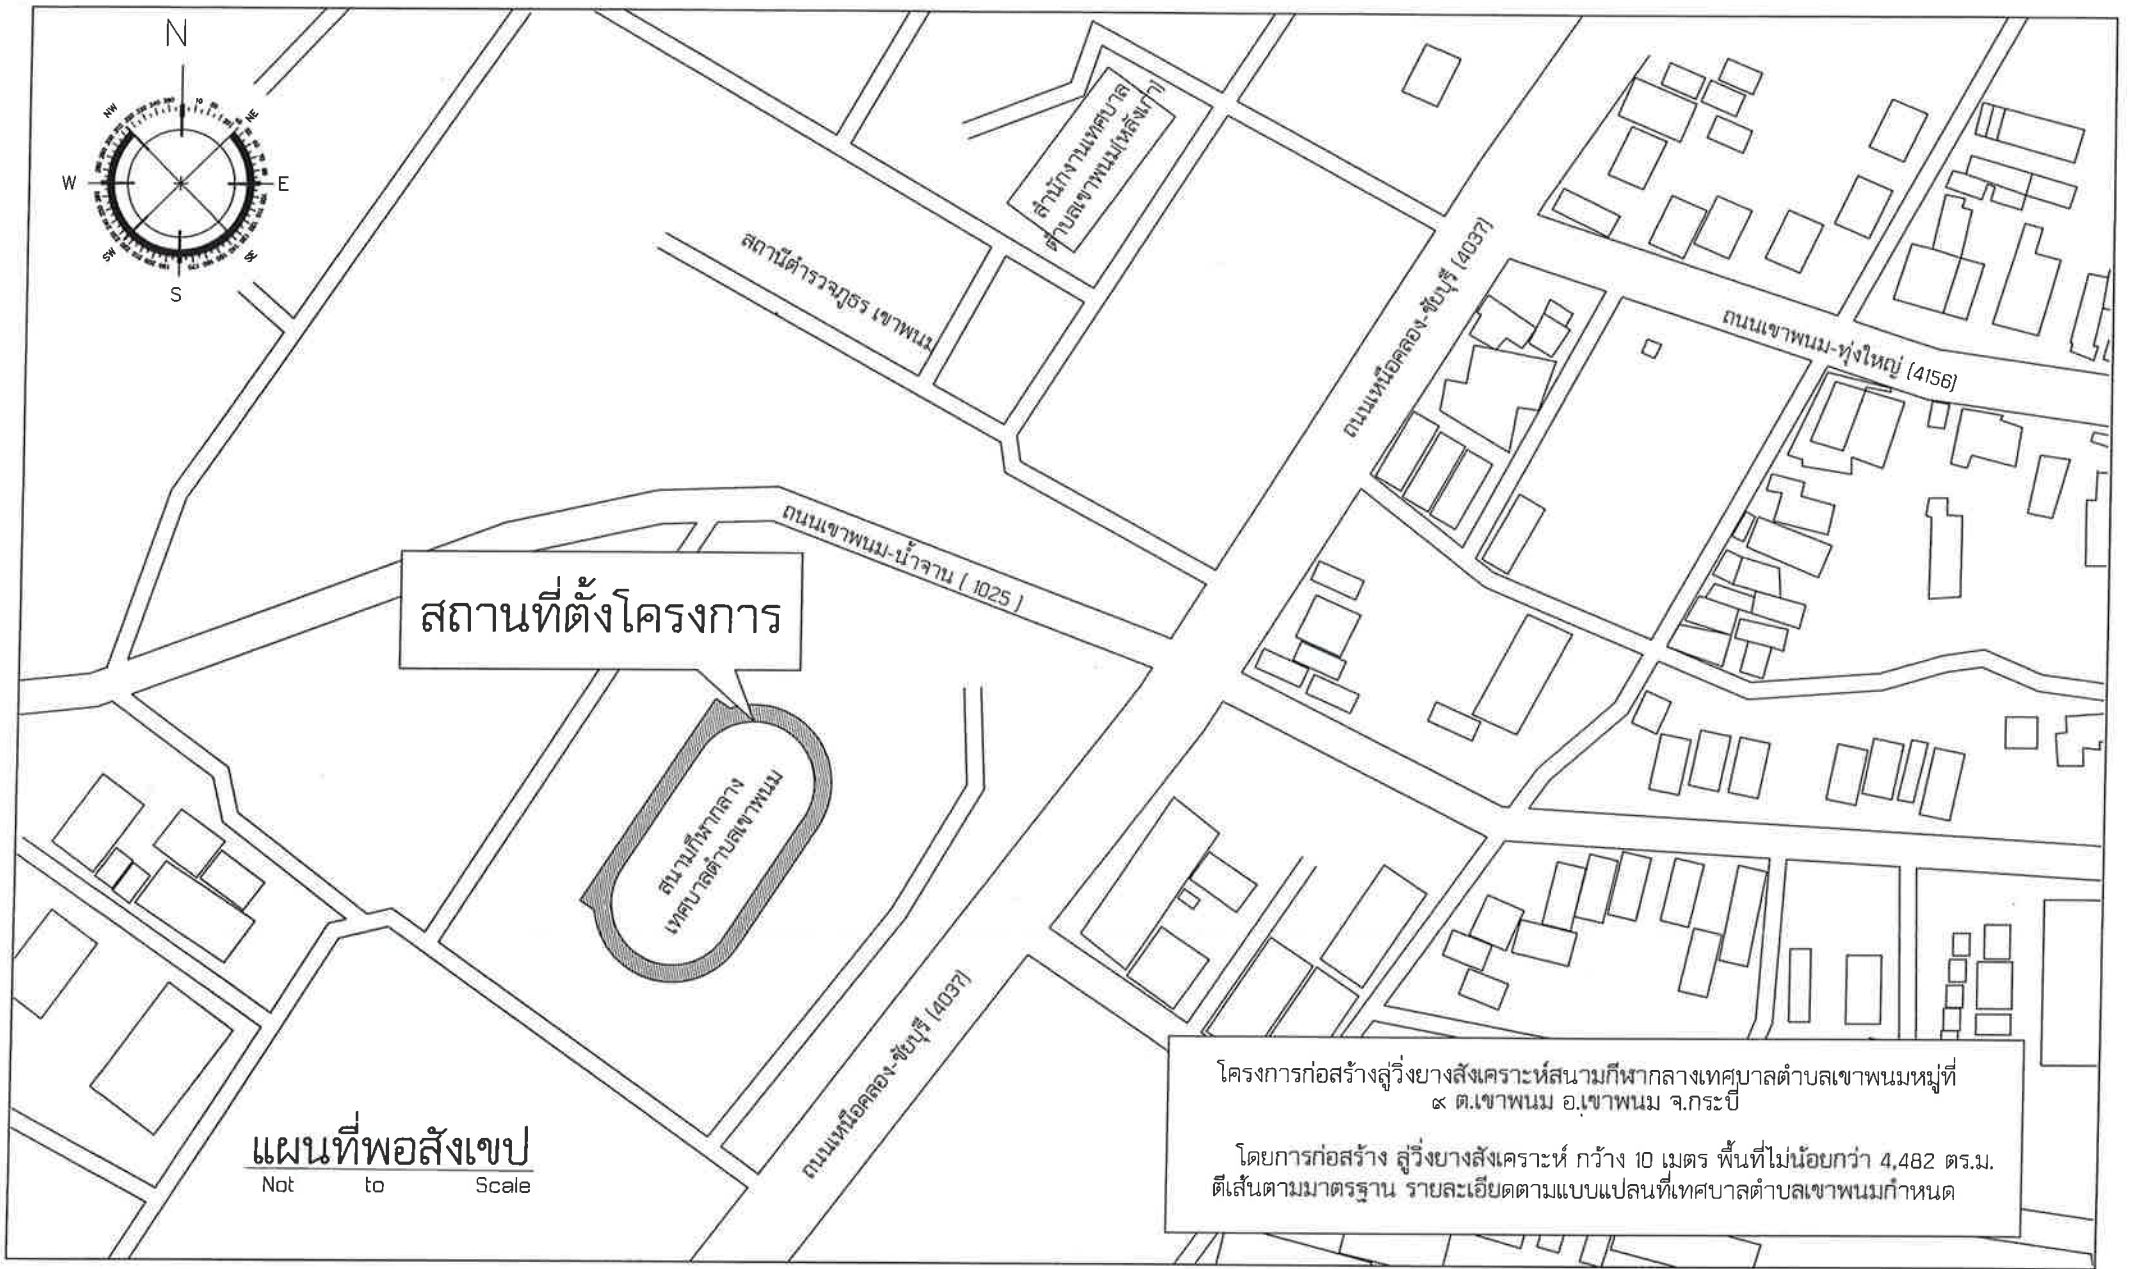 N
NW
NE
W
E
SW
SE
S
สำนักงานเทศบาล
ตำบลเขาพนม(หลังเก่า)
สถานีตำรวจภูธร เขาพนม
ถนนเหนือคลอง-ชัยบุรี (4037)
ถนนเขาพนม-ทุ่งใหญ่ (4156)
ถนนเขาพนม-น้ำจาน ( 1025 )
สถานที่ตั้งโครงการ
สนามกีฬากลาง
เทศบาลตำบลเขาพนม
ถนนเหนือคลอง-ชัยบุรี (4037)
แผนที่พอสังเขป
Not to Scale
โครงการก่อสร้างลู่วิ่งยางสังเคราะห์สนามกีฬากลางเทศบาลตำบลเขาพนมหมู่ที่
๙ ต.เขาพนม อ.เขาพนม จ.กระบี่
โดยการก่อสร้าง ลู่วิ่งยางสังเคราะห์ กว้าง 10 เมตร พื้นที่ไม่น้อยกว่า 4,482 ตร.ม.
ตีเส้นตามมาตรฐาน รายละเอียดตามแบบแปลนที่เทศบาลตำบลเขาพนมกำหนด